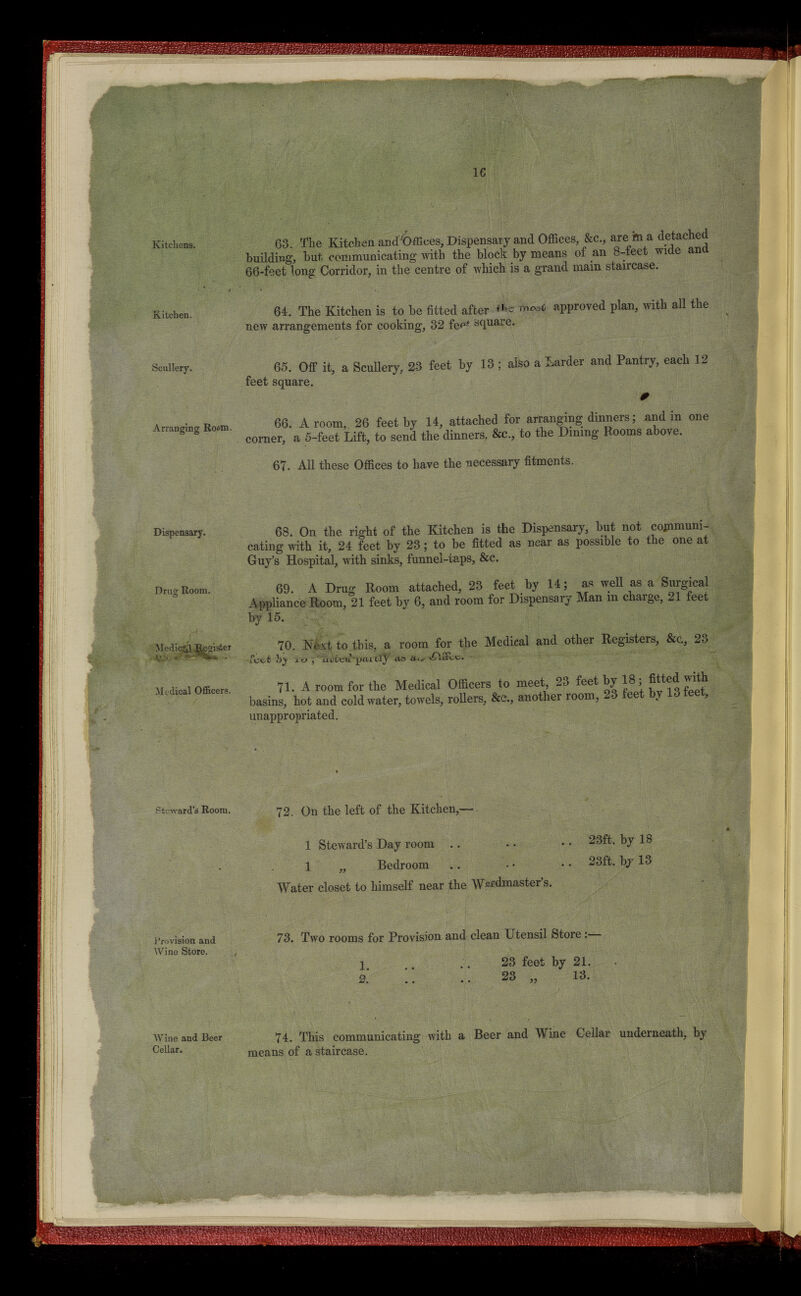 16
Kitchens.
63. The Kitchen and Offices, Dispensary and Offices, &c., are in a detached
building, but communicating with the block by means of an 8-feet wide and
66-feet long Corridor, in the centre of which is a grand main staircase.
Kitchen.
64. The Kitchen is to be fitted after the most approved plan, with all the
new arrangements for cooking, 32 feet square.
Scullery.
65. Off it, a Scullery, 23 feet by 13; also a Larder and Pantry, each 12
feet square.
Arranging Room.
66. A room, 26 feet by 14, attached for arranging dinners; and in one
corner, a 5-feet Lift, to send the dinners, &c., to the Dining Rooms above.
67. All these Offices to have the necessary fitments.
Dispensary.
68. On the right of the Kitchen is the Dispensary, but not communi-
cating with it, 24 feet by 23; to be fitted as near as possible to the one at
Guy's Hospital, with sinks, funnel-taps, &c.
Drug Room.
69. A Drug Room attached, 23 feet by 14; as well as a Surgical
Appliance Room, 21 feet by 6, and room for Dispensary Man in charge, 21 feet
by 15.
Medical Register
70. Next to this, a room for the Medical and other Registers, &c., 23
feet by
Medical Officers.
71. A room for the Medical Officers to meet, 23 feet by 18; fitted with
basins, hot and cold water, towels, rollers, &c., another room, 23 feet by 13 feet,
unappropriated.
Steward's Room.
72. On the left of the Kitchen,—
1 Steward's Day room .. .. .. 23ft. by 18
1 „ Bedroom .. .. .. 23ft. by 13
Water closet to himself near the Wardmaster's.
Provision and
Wine Store.
73. Two rooms for Provision and clean Utensil Store:—
1. .. .. 23 feet by 21.
2. .. .. 23 „ 13.
Wine and Beer
Cellar.
74. This communicating with a Beer and Wine Cellar underneath, by
means of a staircase.